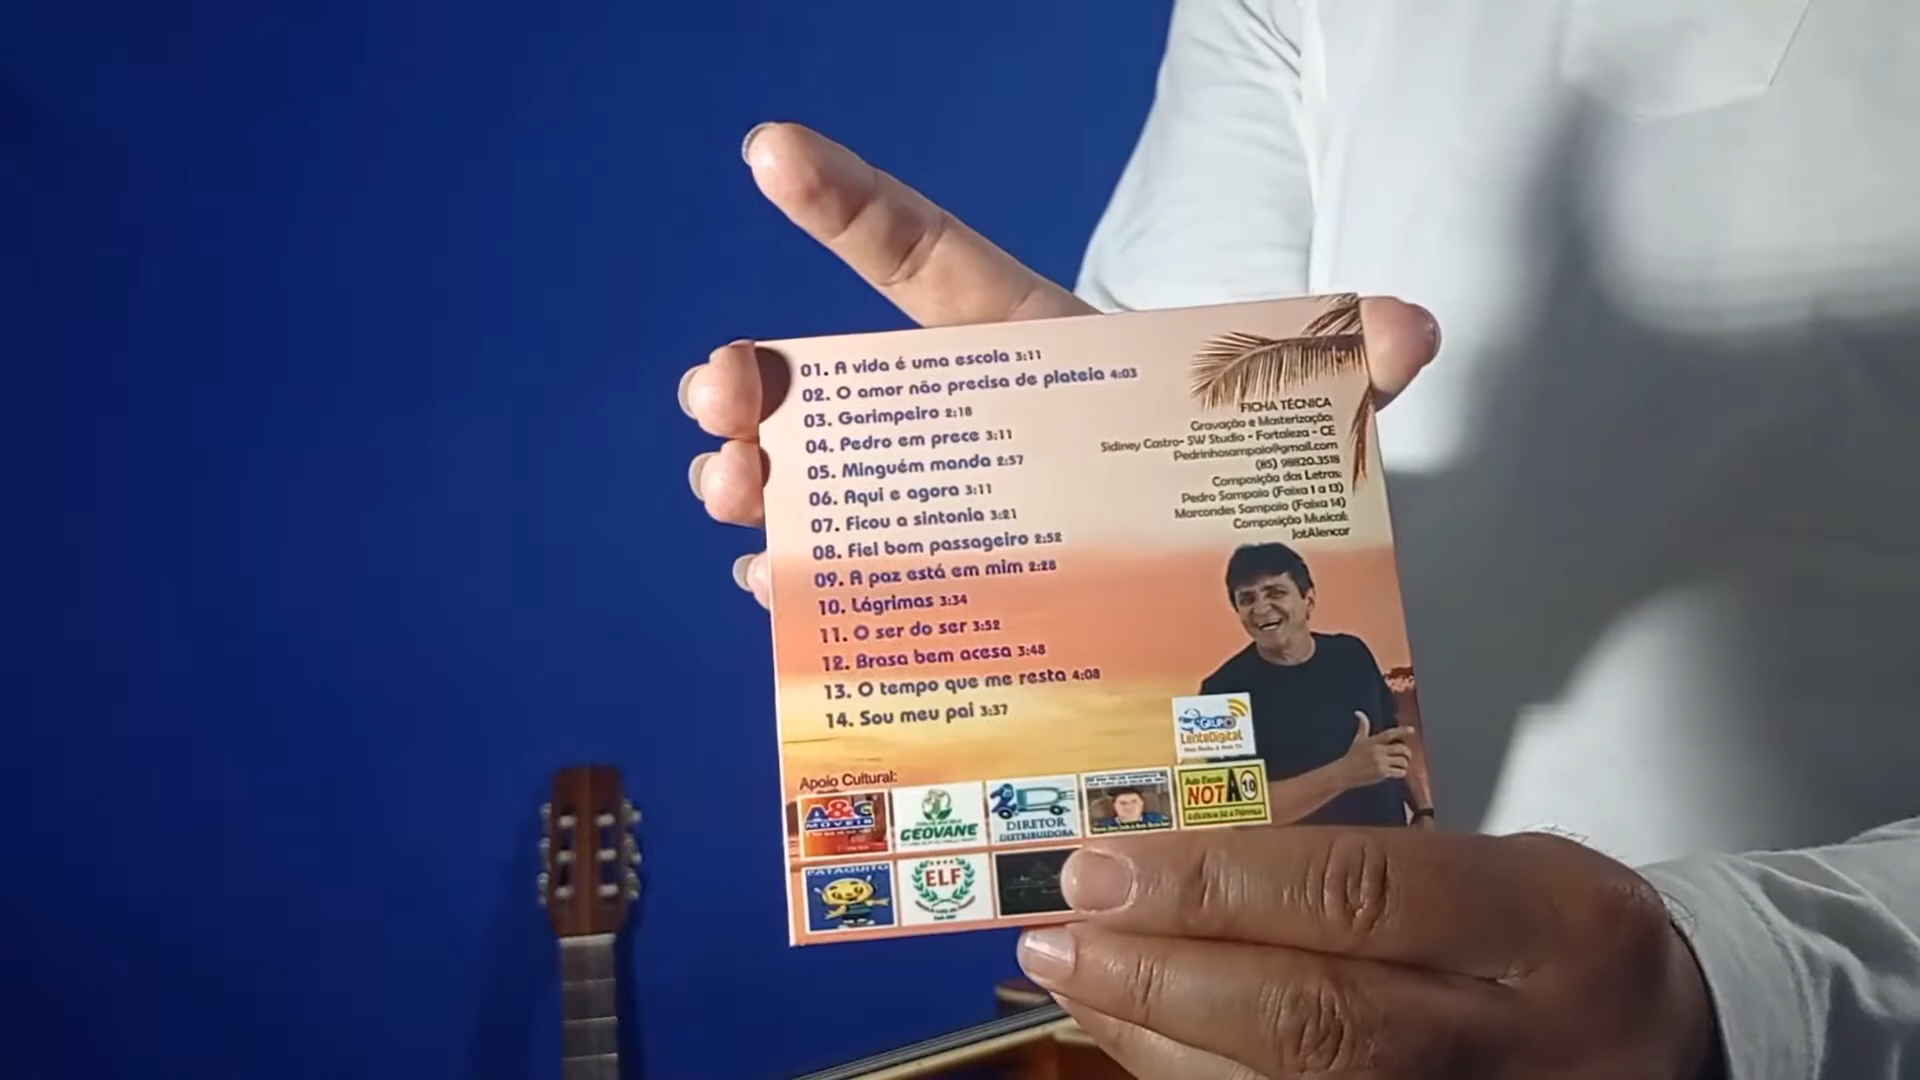 01. A vida é uma escola 3:11
02. O amor não precisa de plateia 4:03
03. Garimpeiro 2:18
04. Pedro em prece 3:11
05. Minguém manda 2:57
06. Aqui e agora 3:11
07. Ficou a sintonia 3:21
08. Fiel bom passageiro 2:52
09. A paz está em mim 2:28
10. Lágrimas 3:34
11. O ser do ser 3:52
12. Brasa bem acesa 3:48
13. O tempo que me resta 4:08
14. Sou meu pai 3:37
FICHA TÉCNICA
Gravação e Masterização:
Sidiney Castro- SW Studio - Fortaleza - CE
Pedrinhosampaio@gmail.com
(85) 98820.3518
Composição das Letras:
Pedro Sampaio (Faixa 1 a 13)
Marcondes Sampaio (Faixa 14)
Composição Musical:
JotAlencar
GRUPO
LenteDigital
Web Rádio & Web TV
Apoio Cultural:
A&C
MÓVEIS
GEOVANE
DIRETOR
DISTRIBUIDORA
Auto Escola
NOTA 10
PATAQUITO
ELF